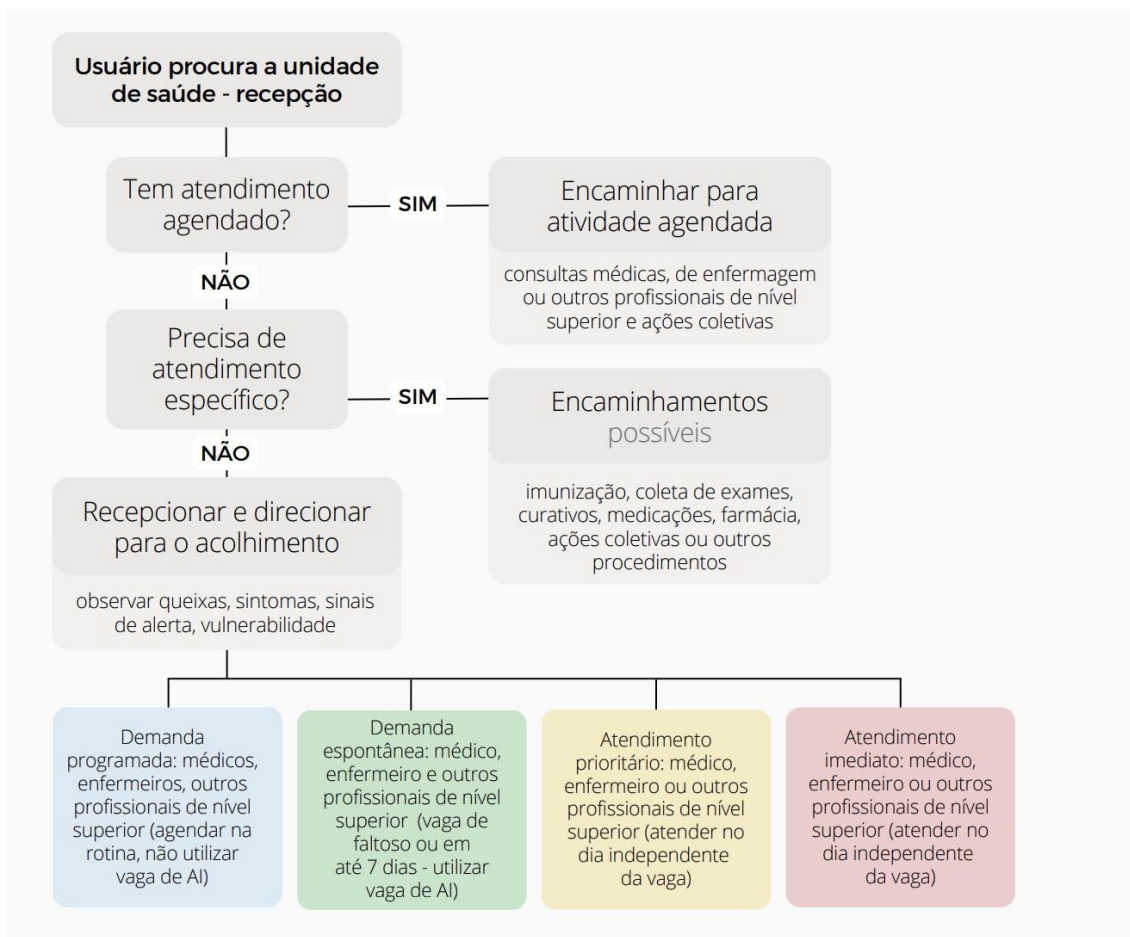 Usuário procura a unidade
de saúde - recepção
Tem atendimento
agendado?
SIM
Encaminhar para
atividade agendada
consultas médicas, de enfermagem
ou outros profissionais de nível
superior e ações coletivas
NÃO
Precisa de
atendimento
específico?
SIM
Encaminhamentos
possíveis
imunização, coleta de exames,
curativos, medicações, farmácia,
ações coletivas ou outros
procedimentos
NÃO
Recepcionar e direcionar
para o acolhimento
observar queixas, sintomas, sinais
de alerta, vulnerabilidade
Demanda
programada: médicos,
enfermeiros, outros
profissionais de nível
superior (agendar na
rotina, não utilizar
vaga de AI)
Demanda
espontânea: médico,
enfermeiro e outros
profissionais de nível
superior (vaga de
faltoso ou em
até 7 dias - utilizar
vaga de AI)
Atendimento
prioritário: médico,
enfermeiro ou outros
profissionais de nível
superior (atender no
dia independente
da vaga)
Atendimento
imediato: médico,
enfermeiro ou outros
profissionais de nível
superior (atender no
dia independente
da vaga)